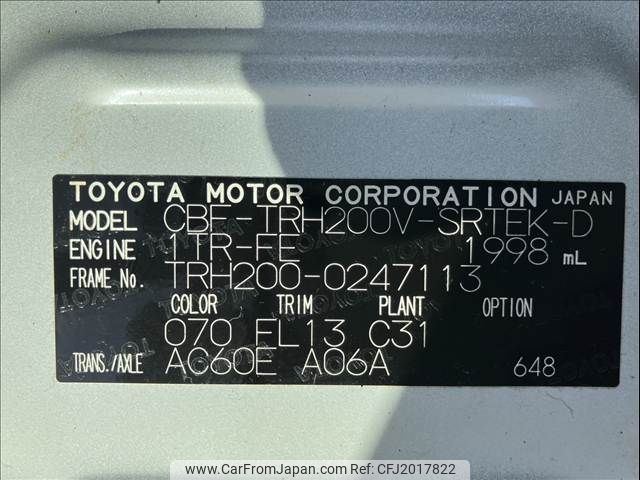 TOYOTA MOTOR CORPORATION JAPAN
MODEL CBF-TRH200V-SRTEK-D
ENGINE 1TR-FE 1998 mL
FRAME No. TRH200-0247113
COLOR TRIM PLANT OPTION
070 FL13 C31
TRANS./AXLE AC60E A06A 648
www.CarFromJapan.com | Ref No: CFJ2017822